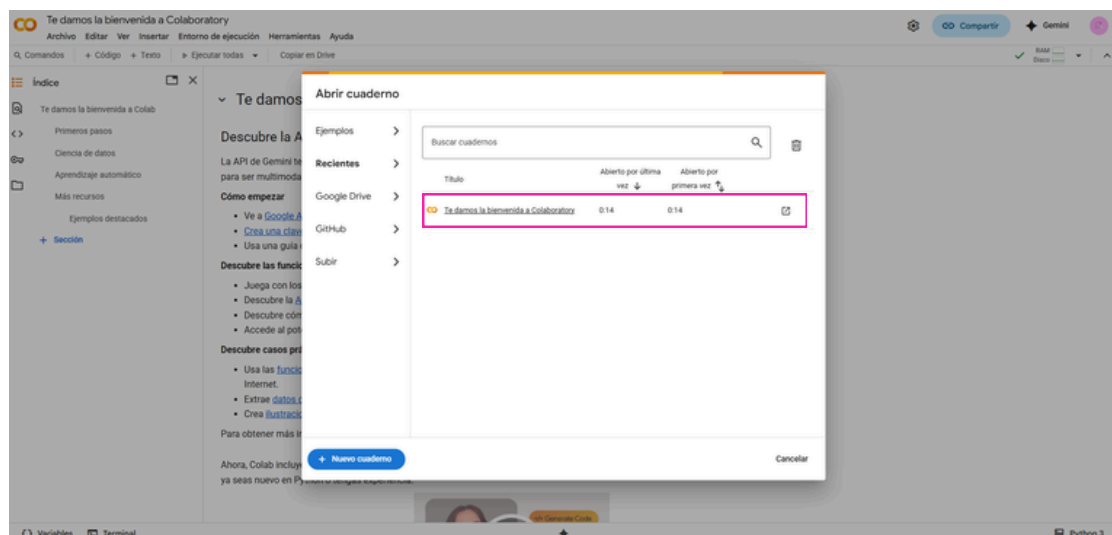 Te damos la bienvenida a Colaboratory
Archivo Editar Ver Insertar Entorno de ejecución Herramientas Ayuda
Compartir
Gemini
Comandos + Código + Texto Ejecutar todas Copiar en Drive
RAM
Disco
Índice
Te damos la bienvenida a Colab
Primeros pasos
Ciencia de datos
Aprendizaje automático
Más recursos
Ejemplos destacados
+ Sección
Te damos
Descubre la A
La API de Gemini te
para ser multimoda
Cómo empezar
• Ve a Google A
• Crea una clav
• Usa una guía
Descubre las funcio
• Juega con los
• Descubre la A
• Descubre cóm
• Accede al pot
Descubre casos prá
• Usa las funcio
Internet.
• Extrae datos
• Crea ilustracio
Para obtener más in
Ahora, Colab incluy
ya seas nuevo en Python o tengas experiencia.
Abrir cuaderno
Ejemplos
Recientes
Google Drive
GitHub
Subir
Buscar cuadernos
Título
Abierto por última
vez
Abierto por
primera vez
Te damos la bienvenida a Colaboratory 0:14 0:14
+ Nuevo cuaderno
Cancelar
Generate Code
Variables Terminal
Python 3